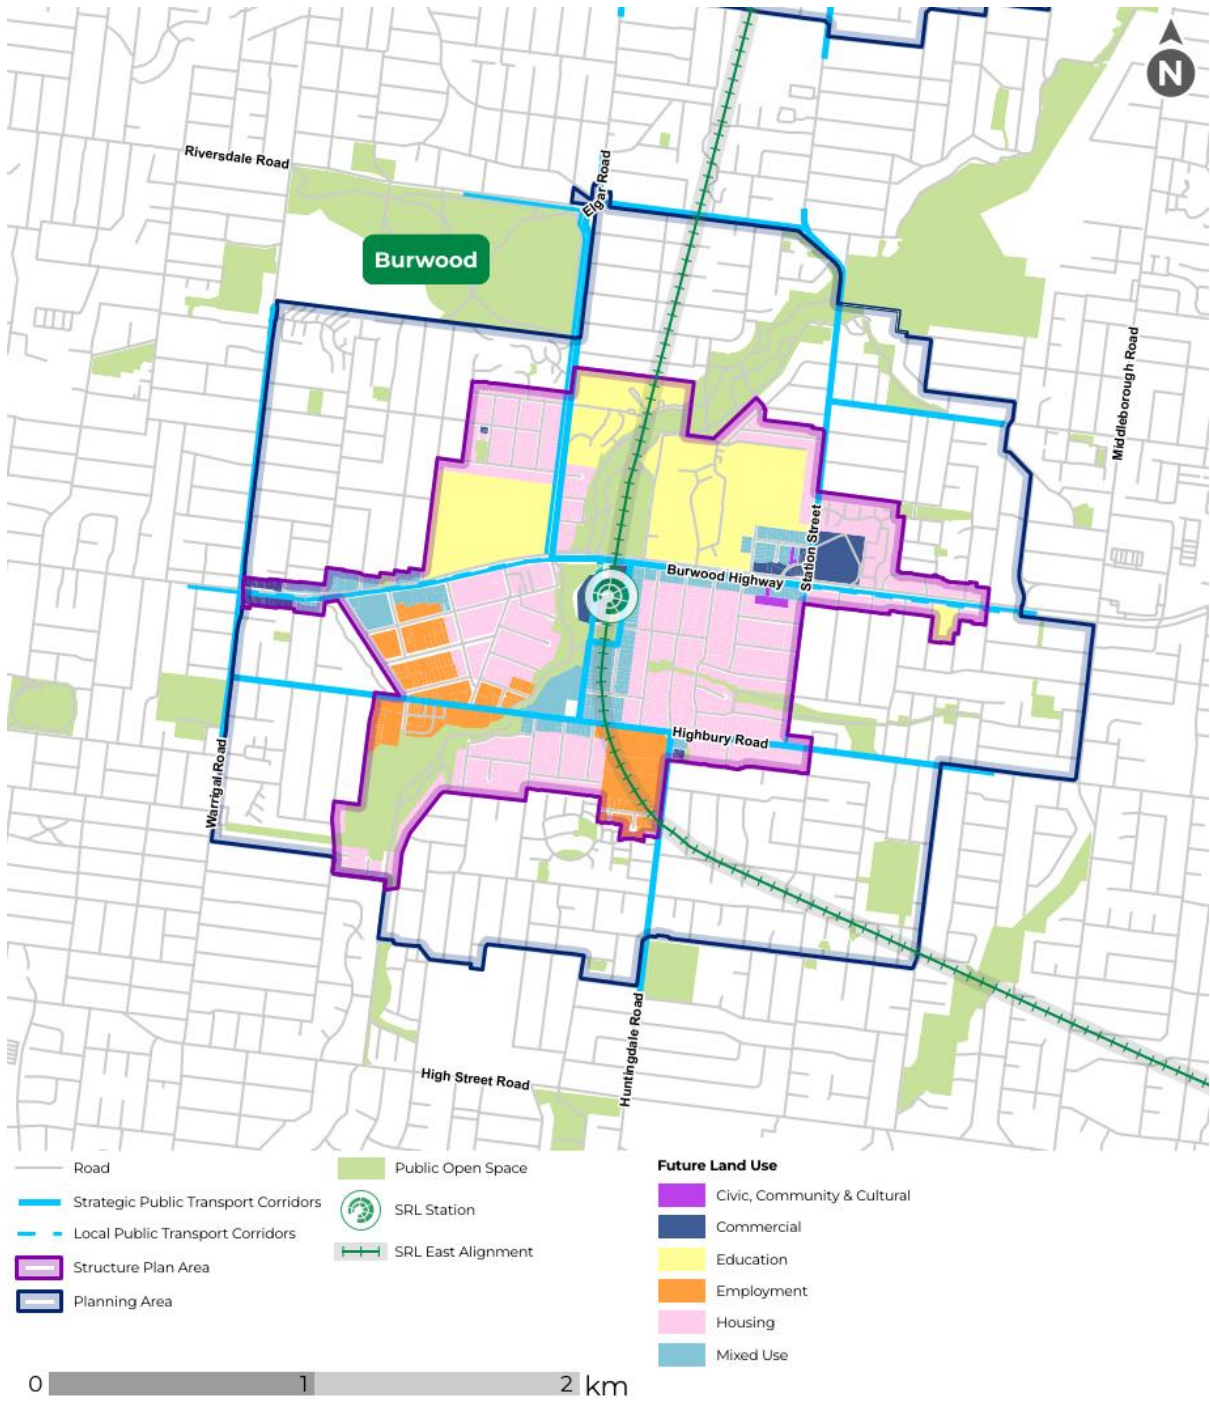 N
Riversdale Road
Elgar Road
Burwood
Middleborough Road
Station Street
Burwood Highway
Highbury Road
Warrigal Road
Huntingdale Road
High Street Road
Road
Strategic Public Transport Corridors
Local Public Transport Corridors
Structure Plan Area
Planning Area
Public Open Space
SRL Station
SRL East Alignment
Future Land Use
Civic, Community & Cultural
Commercial
Education
Employment
Housing
Mixed Use
0 1 2 km